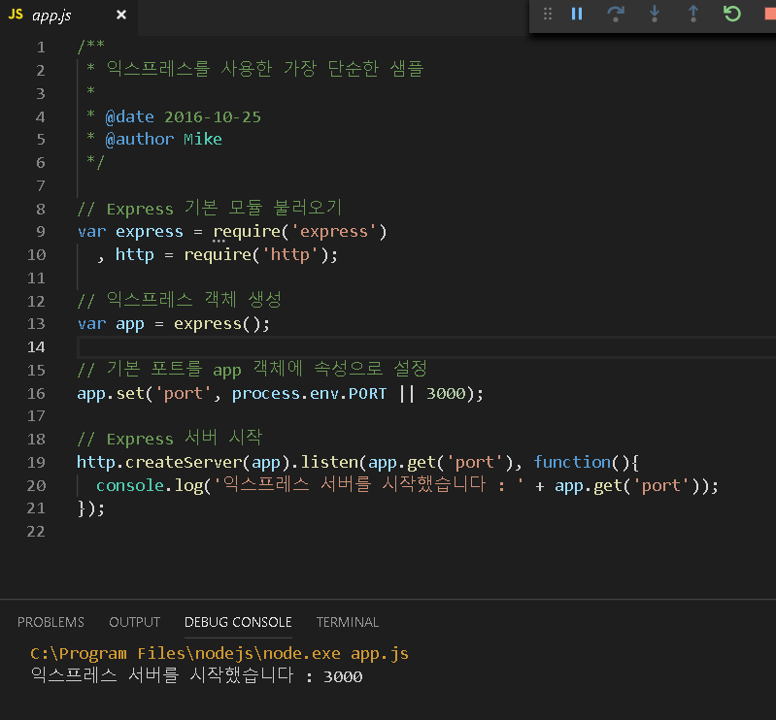 JS app.js ×
1 /**
2 * 익스프레스를 사용한 가장 단순한 샘플
3 *
4 * @date 2016-10-25
5 * @author Mike
6 */
7
8 // Express 기본 모듈 불러오기
9 var express = require('express')
10 , http = require('http');
11
12 // 익스프레스 객체 생성
13 var app = express();
14
15 // 기본 포트를 app 객체에 속성으로 설정
16 app.set('port', process.env.PORT || 3000);
17
18 // Express 서버 시작
19 http.createServer(app).listen(app.get('port'), function(){
20 console.log('익스프레스 서버를 시작했습니다 : ' + app.get('port'));
21 });
22
PROBLEMS OUTPUT DEBUG CONSOLE TERMINAL
C:\Program Files\nodejs\node.exe app.js
익스프레스 서버를 시작했습니다 : 3000